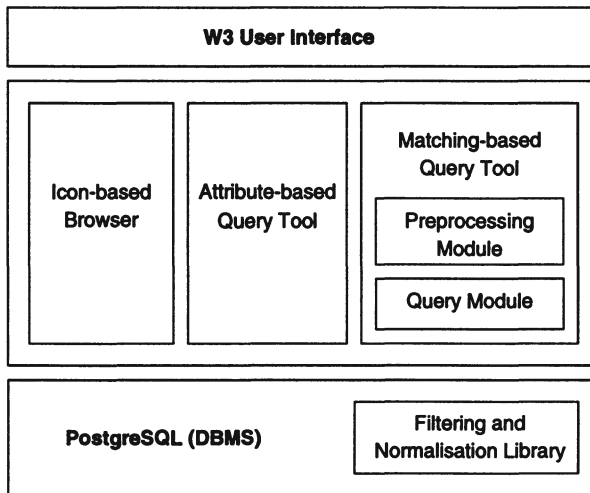 W3 User Interface
Icon-based
Browser
Attribute-based
Query Tool
Matching-based
Query Tool
Preprocessing
Module
Query Module
PostgreSQL (DBMS)
Filtering and
Normalisation Library